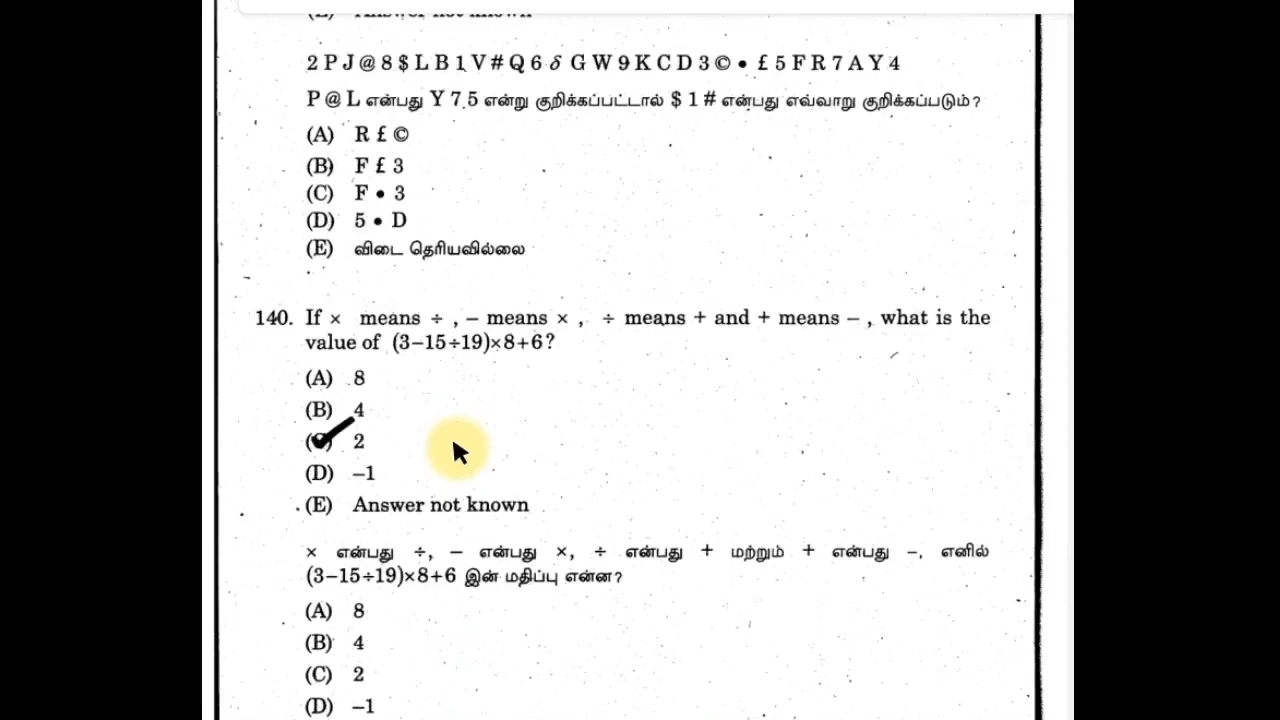 2 P J @ 8 $ L B 1 V # Q 6 δ G W 9 K C D 3 © • £ 5 F R 7 A Y 4
P @ L என்பது Y 7 5 என்று குறிக்கப்பட்டால் $ 1 # என்பது எவ்வாறு குறிக்கப்படும்?
(A) R £ ©
(B) F £ 3
(C) F • 3
(D) 5 • D
(E) விடை தெரியவில்லை
140. If × means ÷ , – means × , ÷ means + and + means – , what is the
value of (3–15÷19)×8+6?
(A) 8
(B) 4
(C) 2
(D) –1
(E) Answer not known
× என்பது ÷, – என்பது ×, ÷ என்பது + மற்றும் + என்பது –, எனில்
(3–15÷19)×8+6 இன் மதிப்பு என்ன?
(A) 8
(B) 4
(C) 2
(D) –1